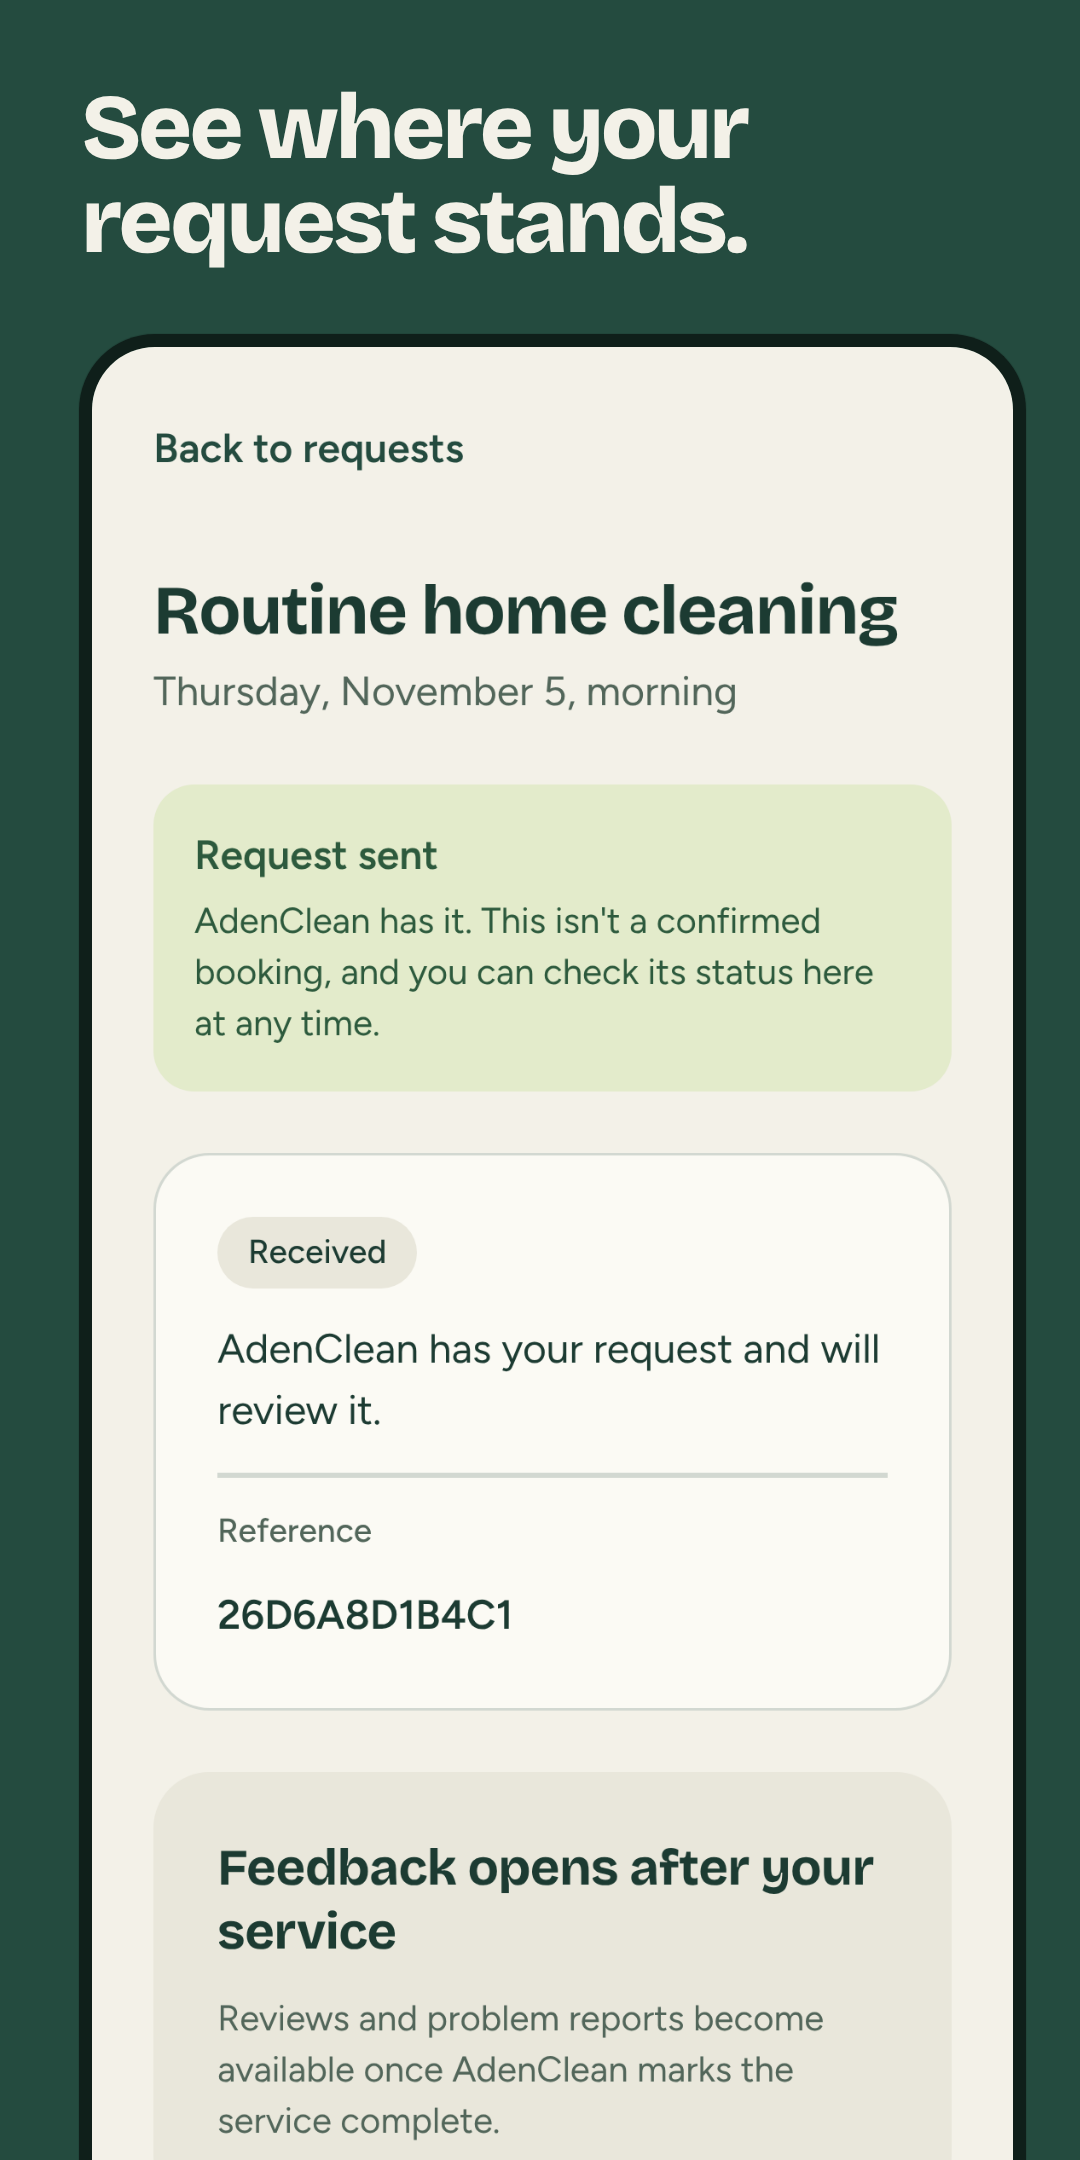 See where your
request stands.
Back to requests
Routine home cleaning
Thursday, November 5, morning
Request sent
AdenClean has it. This isn't a confirmed
booking, and you can check its status here
at any time.
Received
AdenClean has your request and will
review it.
Reference
26D6A8D1B4C1
Feedback opens after your
service
Reviews and problem reports become
available once AdenClean marks the
service complete.